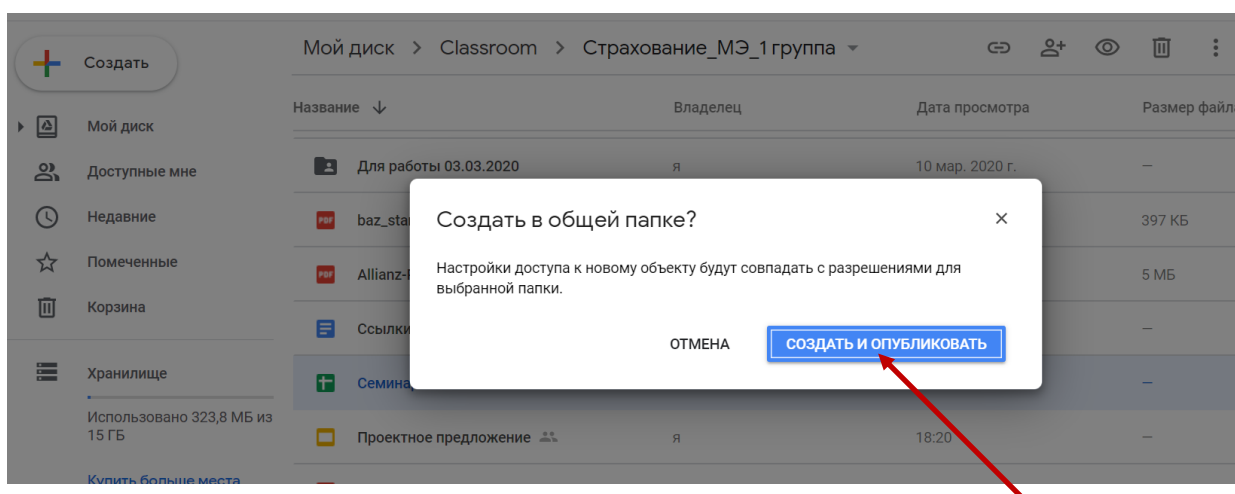 Мой диск > Classroom > Страхование_МЭ_1 группа
Создать
Название Владелец Дата просмотра Размер
Мой диск
Для работы 03.03.2020 я 10 мар. 2020 г. —
Доступные мне
Создать в общей папке?
Недавние
PDF baz_sta 397 КБ
Помеченные
Настройки доступа к новому объекту будут совпадать с разрешениями для
выбранной папки.
PDF Allianz- 5 МБ
Корзина
Ссылки —
ОТМЕНА СОЗДАТЬ И ОПУБЛИКОВАТЬ
Хранилище
Семина —
Использовано 323,8 МБ из
15 ГБ
Проектное предложение я 18:20 —
Купить больше места